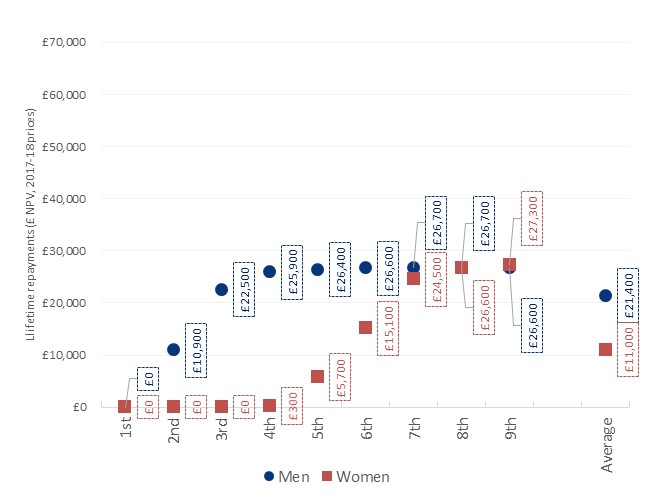 £70,000
£60,000
£50,000
£40,000
£30,000
£20,000
£10,000
£0
Llifetime repayments (£ NPV, 2017-18 prices)
£0
£10,900
£22,500
£25,900
£26,400
£26,600
£26,700
£26,700
£26,600
£21,400
£0
£0
£0
£300
£5,700
£15,100
£24,500
£26,600
£27,300
£11,000
1st
2nd
3rd
4th
5th
6th
7th
8th
9th
Average
Men Women